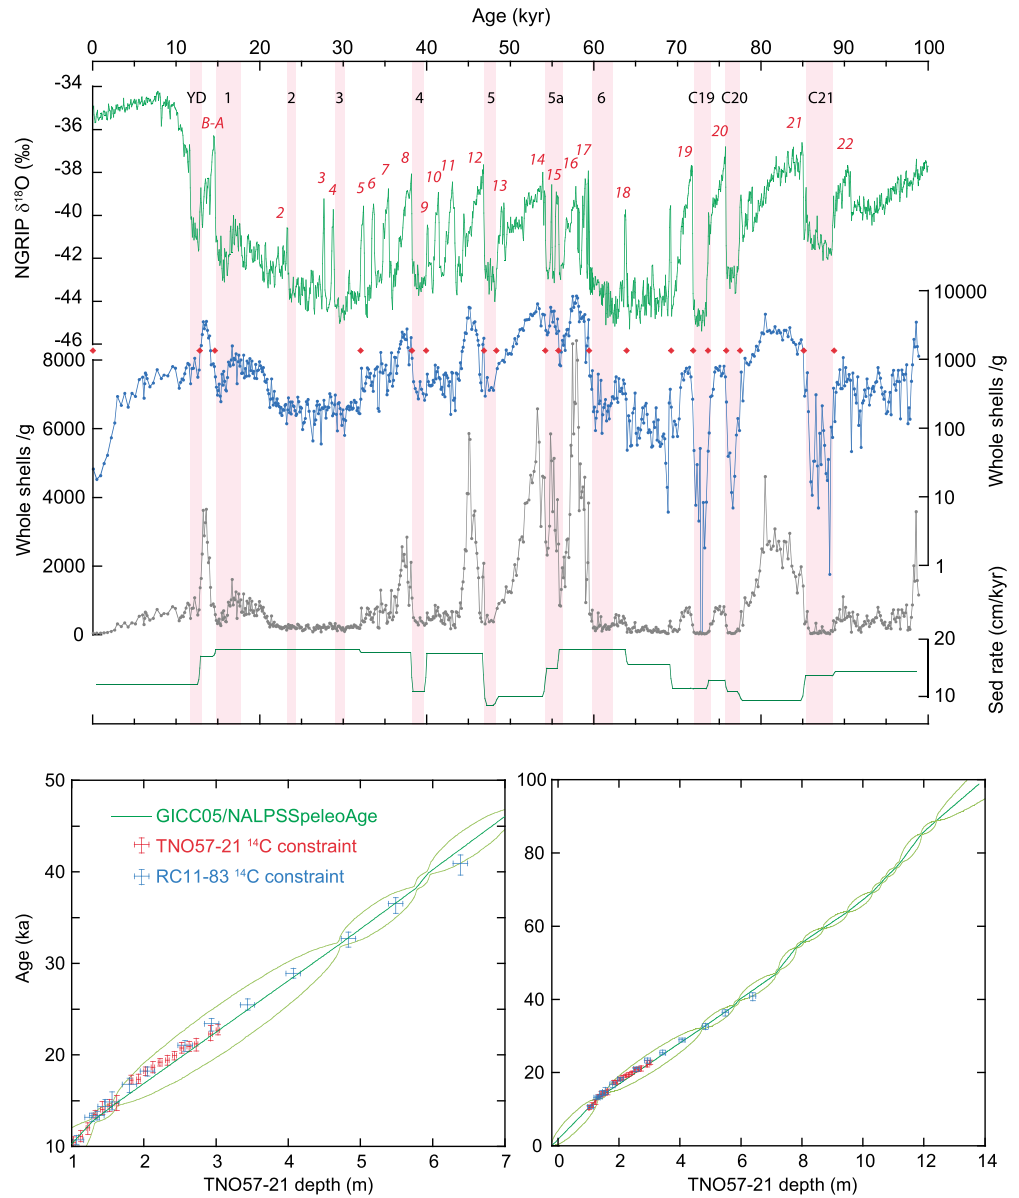 Age (kyr)
0 10 20 30 40 50 60 70 80 90 100
YD 1 2 3 4 5 5a 6 C19 C20 C21
B-A 2 3 4 5 6 7 8 9 10 11 12 13 14 15 16 17 18 19 20 21 22
NGRIP δ¹⁸O (‰)
-34
-36
-38
-40
-42
-44
-46
Whole shells /g
10000
1000
100
10
1
Whole shells /g
8000
6000
4000
2000
0
Sed rate (cm/kyr)
20
10
GICC05/NALPSSpeleoAge
TNO57-21 ¹⁴C constraint
RC11-83 ¹⁴C constraint
Age (ka)
50
40
30
20
10
1 2 3 4 5 6 7
TNO57-21 depth (m)
100
80
60
40
20
0
0 2 4 6 8 10 12 14
TNO57-21 depth (m)